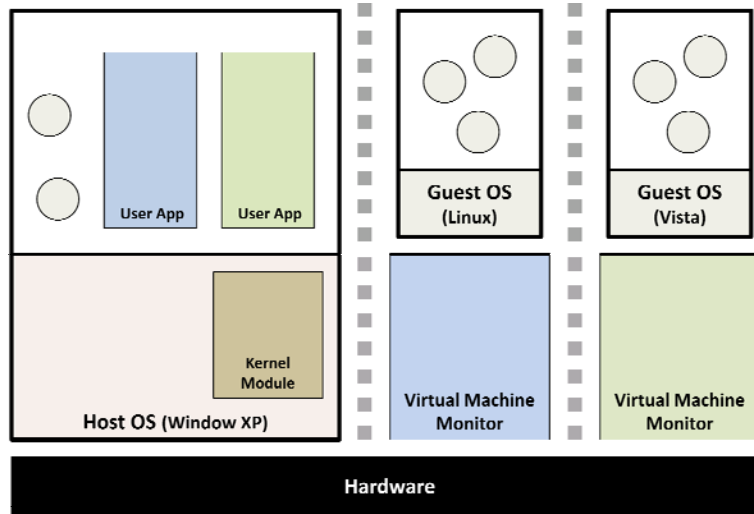 User App
User App
Kernel
Module
Host OS (Window XP)
Guest OS
(Linux)
Virtual Machine
Monitor
Guest OS
(Vista)
Virtual Machine
Monitor
Hardware